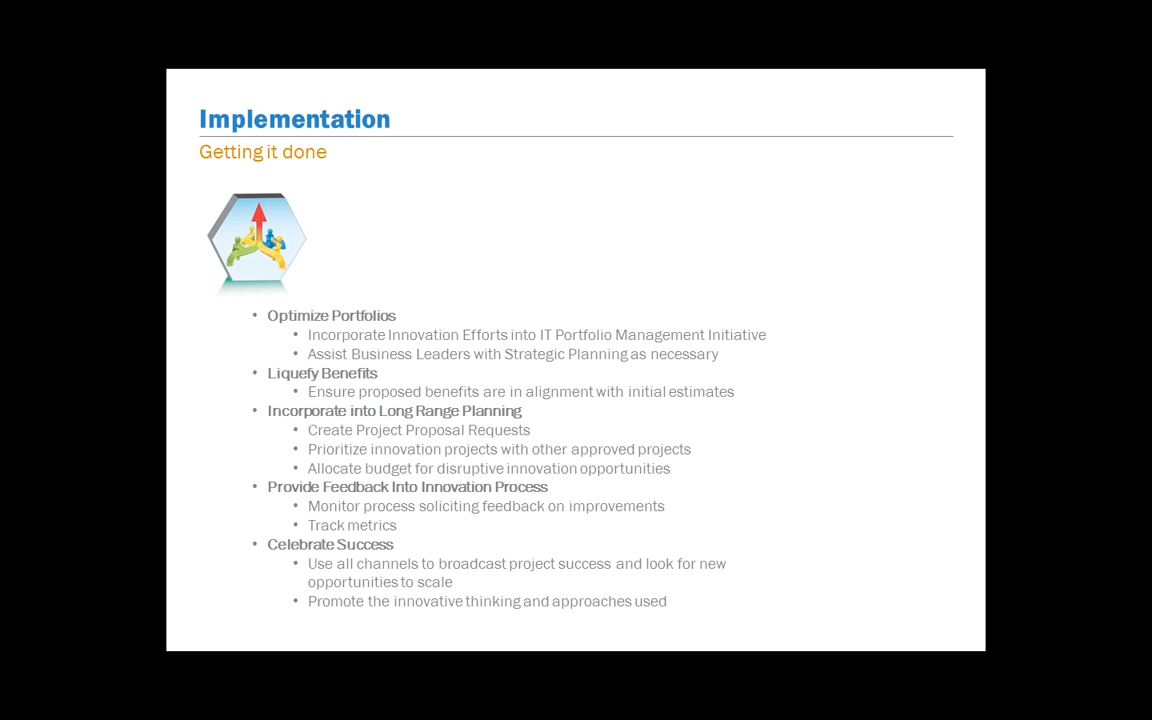 Implementation
Getting it done
• Optimize Portfolios
• Incorporate Innovation Efforts into IT Portfolio Management Initiative
• Assist Business Leaders with Strategic Planning as necessary
• Liquefy Benefits
• Ensure proposed benefits are in alignment with initial estimates
• Incorporate into Long Range Planning
• Create Project Proposal Requests
• Prioritize innovation projects with other approved projects
• Allocate budget for disruptive innovation opportunities
• Provide Feedback Into Innovation Process
• Monitor process soliciting feedback on improvements
• Track metrics
• Celebrate Success
• Use all channels to broadcast project success and look for new
opportunities to scale
• Promote the innovative thinking and approaches used